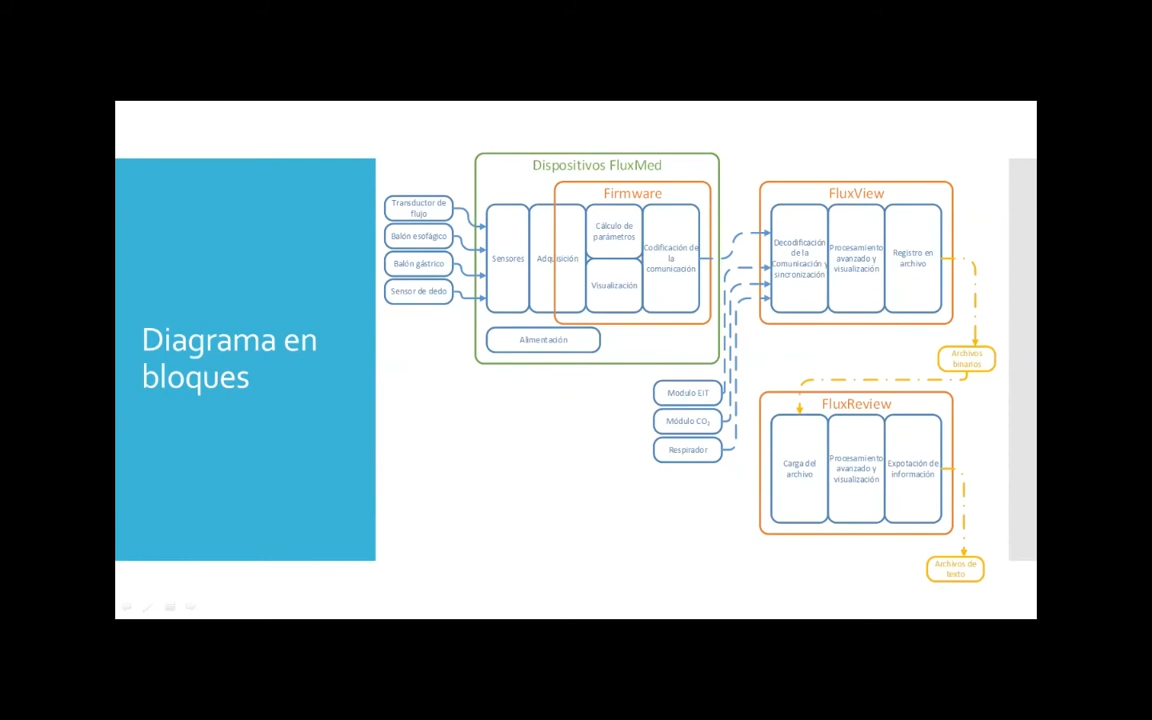 Diagrama en
bloques
Dispositivos FluxMed
Firmware
Transductor de
flujo
Balón esofágico
Balón gástrico
Sensor de dedo
Sensores
Adquisición
Cálculo de
parámetros
Visualización
Codificación de
la
comunicación
Alimentación
Modulo EIT
Módulo CO₂
Respirador
FluxView
Decodificación
de la
Comunicación y
sincronización
Procesamiento
avanzado y
visualización
Registro en
archivo
Archivos
binarios
FluxReview
Carga del
archivo
Procesamiento
avanzado y
visualización
Expotación de
información
Archivos de
texto